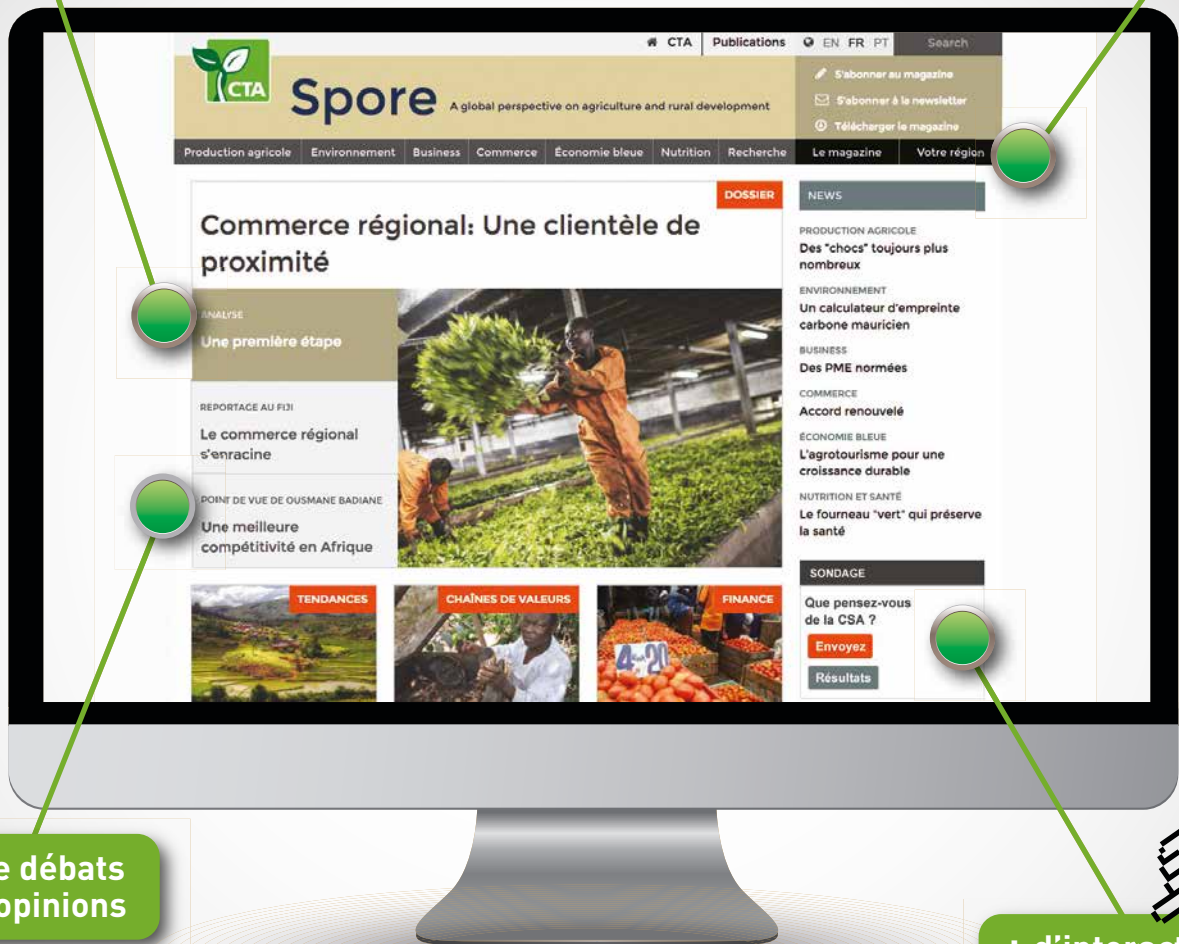 CTA Publications EN FR PT Search
CTA
Spore A global perspective on agriculture and rural development
S'abonner au magazine
S'abonner à la newsletter
Télécharger le magazine
Production agricole Environnement Business Commerce Économie bleue Nutrition Recherche Le magazine Votre région
DOSSIER
Commerce régional: Une clientèle de
proximité
ANALYSE
Une première étape
REPORTAGE AU FIJI
Le commerce régional
s'enracine
POINT DE VUE DE OUSMANE BADIANE
Une meilleure
compétitivité en Afrique
TENDANCES
CHAÎNES DE VALEURS
FINANCE
4 20
NEWS
PRODUCTION AGRICOLE
Des "chocs" toujours plus
nombreux
ENVIRONNEMENT
Un calculateur d'empreinte
carbone mauricien
BUSINESS
Des PME normées
COMMERCE
Accord renouvelé
ÉCONOMIE BLEUE
L'agrotourisme pour une
croissance durable
NUTRITION ET SANTÉ
Le fourneau "vert" qui préserve
la santé
SONDAGE
Que pensez-vous
de la CSA ?
Envoyez
Résultats
e débats
opinions